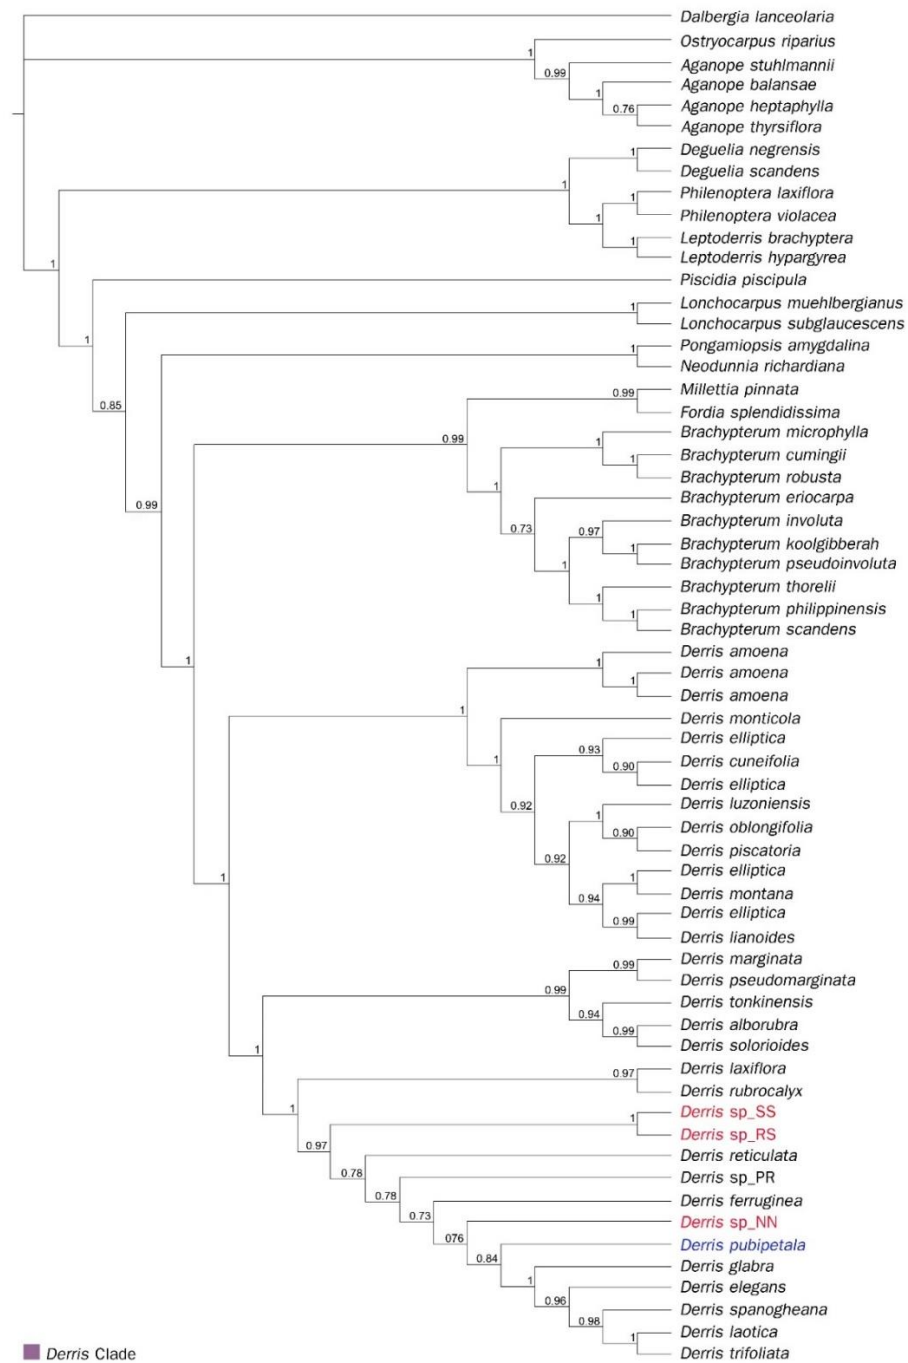 Dalbergia lanceolaria
Ostryocarpus riparius
1
Aganope stuhlmannii
0.99
Aganope balansae
1
Aganope heptaphylla
0.76
Aganope thyrsiflora
Deguelia negrensis
1
Deguelia scandens
1
Philenoptera laxiflora
1
Philenoptera violacea
1
Leptoderris brachyptera
1
Leptoderris hypargyrea
1
Piscidia piscipula
Lonchocarpus muehlbergianus
1
Lonchocarpus subglaucescens
1
Pongamiopsis amygdalina
1
Neodunnia richardiana
Millettia pinnata
0.99
Fordia splendidissima
0.85
Brachypterum microphylla
0.99
1
Brachypterum cumingii
1
Brachypterum robusta
1
Brachypterum eriocarpa
0.99
Brachypterum involuta
0.73
0.97
Brachypterum koolgibberah
1
Brachypterum pseudoinvoluta
1
Brachypterum thorelii
1
Brachypterum philippinensis
1
Brachypterum scandens
Derris amoena
1
1
Derris amoena
1
Derris amoena
1
Derris monticola
Derris elliptica
0.93
1
Derris cuneifolia
0.90
Derris elliptica
Derris luzoniensis
0.92
1
Derris oblongifolia
0.90
Derris piscatoria
0.92
Derris elliptica
1
1
Derris montana
0.94
Derris elliptica
0.99
Derris lianoides
Derris marginata
0.99
Derris pseudomarginata
0.99
Derris tonkinensis
0.94
Derris alborubra
0.99
Derris solorioides
1
Derris laxiflora
0.97
Derris rubrocalyx
Derris sp_SS
1
1
Derris sp_RS
0.97
Derris reticulata
0.78
Derris sp_PR
0.78
Derris ferruginea
0.73
Derris sp_NN
076
Derris pubipetala
0.84
Derris glabra
1
Derris elegans
0.96
Derris spanogheana
0.98
Derris laotica
1
Derris trifoliata
Derris Clade